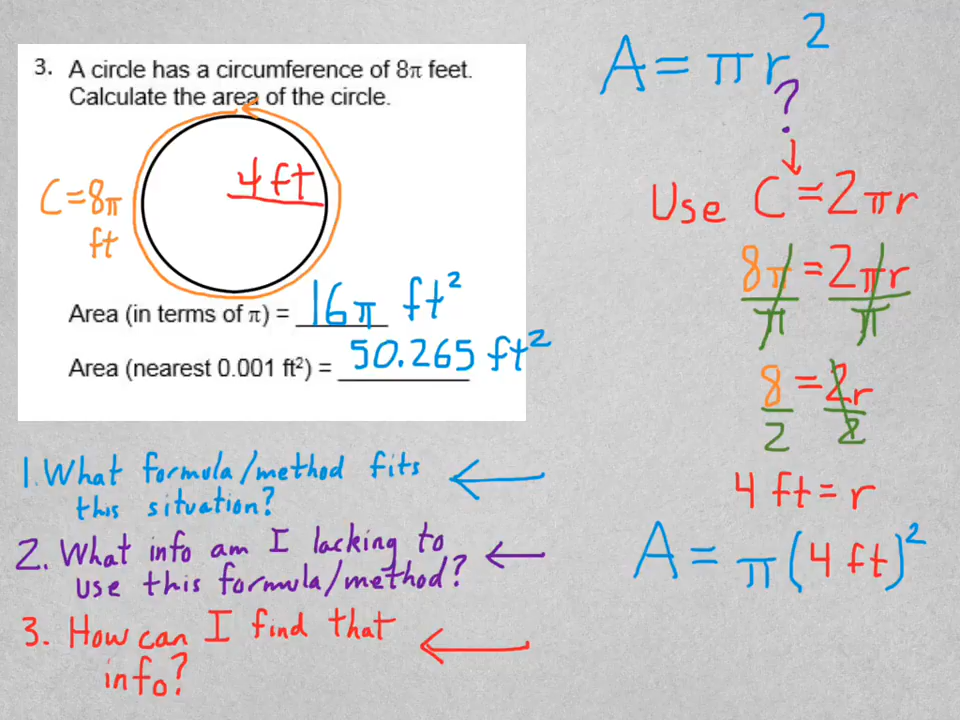 3. A circle has a circumference of 8π feet.
Calculate the area of the circle.
4 ft
C = 8π
ft
Area (in terms of π) = 16π ft²
Area (nearest 0.001 ft²) = 50.265 ft²
1. What formula/method fits
this situation?
2. What info am I lacking to
use this formula/method?
3. How can I find that
info?
A = πr²
?
Use C = 2πr
8π/π = 2πr/π
8/2 = 2r/2
4 ft = r
A = π(4 ft)²